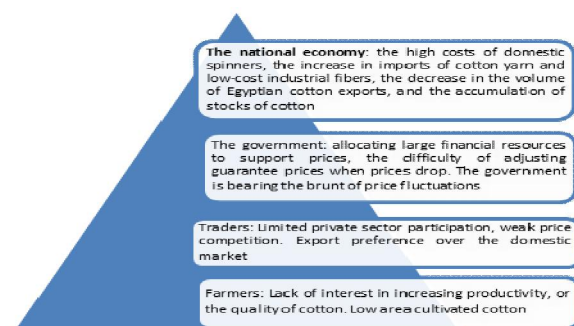 The national economy: the high costs of domestic
spinners, the increase in imports of cotton yarn and
low-cost industrial fibers, the decrease in the volume
of Egyptian cotton exports, and the accumulation of
stocks of cotton
The government: allocating large financial resources
to support prices, the difficulty of adjusting
guarantee prices when prices drop. The government
is bearing the brunt of price fluctuations
Traders: Limited private sector participation, weak price
competition. Export preference over the domestic
market
Farmers: Lack of interest in increasing productivity, or
the quality of cotton. Low area cultivated cotton